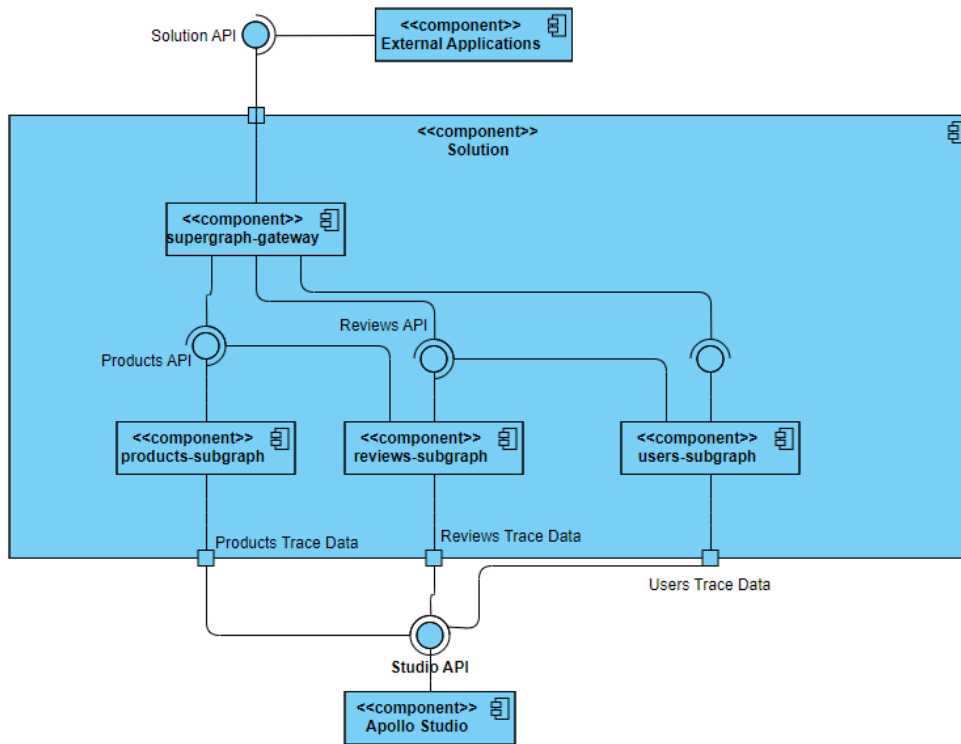 <<component>>
External Applications
Solution API
<<component>>
Solution
<<component>>
supergraph-gateway
Reviews API
Products API
<<component>>
products-subgraph
<<component>>
reviews-subgraph
<<component>>
users-subgraph
Products Trace Data
Reviews Trace Data
Users Trace Data
Studio API
<<component>>
Apollo Studio